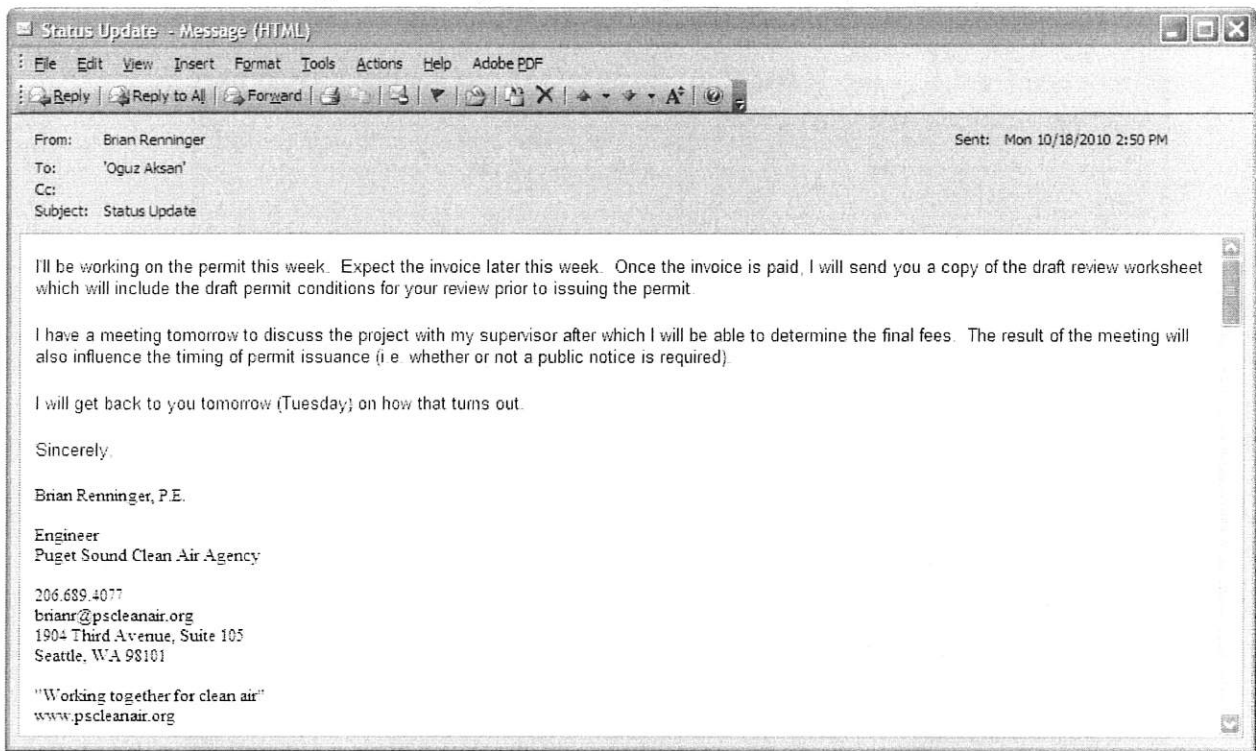 Status Update - Message (HTML)
File Edit View Insert Format Tools Actions Help Adobe PDF
Reply Reply to All Forward
From: Brian Renninger Sent: Mon 10/18/2010 2:50 PM
To: 'Oguz Aksan'
Cc:
Subject: Status Update
I'll be working on the permit this week. Expect the invoice later this week. Once the invoice is paid, I will send you a copy of the draft review worksheet
which will include the draft permit conditions for your review prior to issuing the permit.
I have a meeting tomorrow to discuss the project with my supervisor after which I will be able to determine the final fees. The result of the meeting will
also influence the timing of permit issuance (i.e. whether or not a public notice is required).
I will get back to you tomorrow (Tuesday) on how that turns out.
Sincerely,
Brian Renninger, P.E.
Engineer
Puget Sound Clean Air Agency
206.689.4077
brianr@pscleanair.org
1904 Third Avenue, Suite 105
Seattle, WA 98101
"Working together for clean air"
www.pscleanair.org